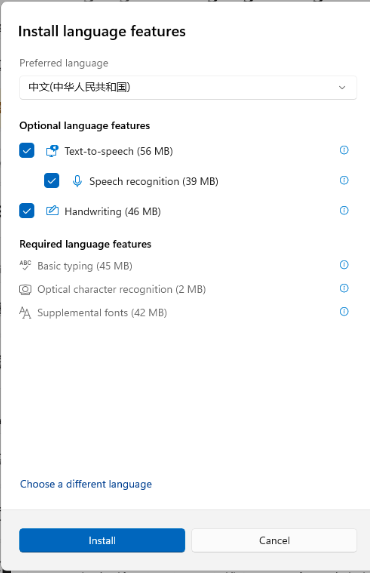 Install language features
Preferred language
中文(中华人民共和国)
Optional language features
Text-to-speech (56 MB)
Speech recognition (39 MB)
Handwriting (46 MB)
Required language features
ABC Basic typing (45 MB)
Optical character recognition (2 MB)
Supplemental fonts (42 MB)
Choose a different language
Install Cancel